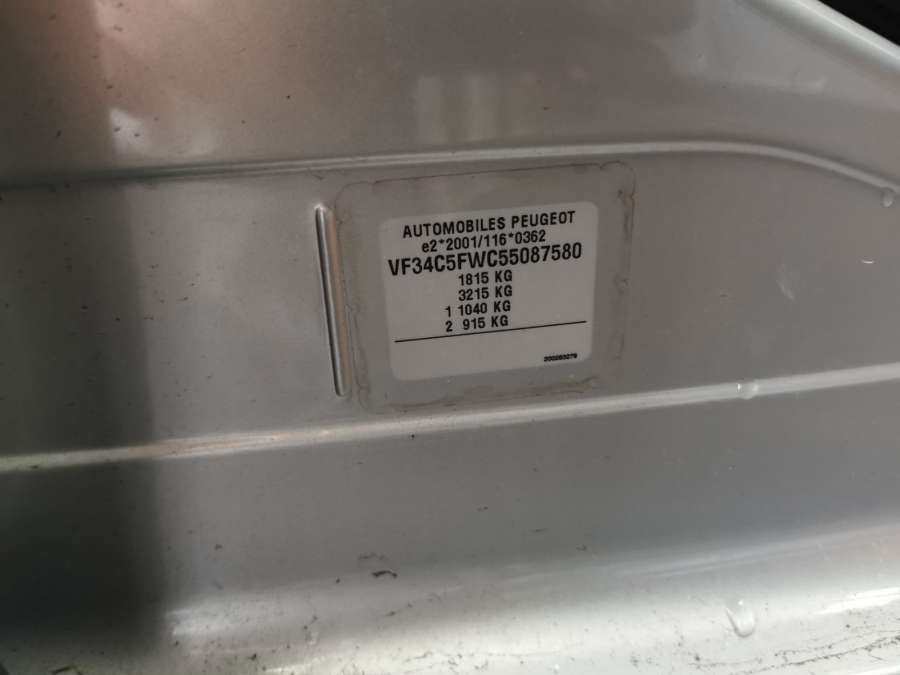 AUTOMOBILES PEUGEOT
e2*2001/116*0362
VF34C5FWC55087580
1815 KG
3215 KG
1 1040 KG
2 915 KG